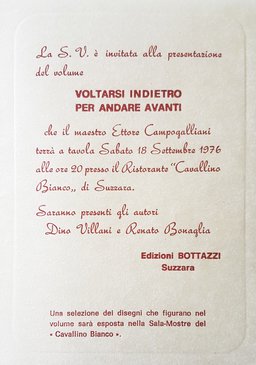 La S. V. è invitata alla presentazione
del volume
VOLTARSI INDIETRO
PER ANDARE AVANTI
che il maestro Ettore Campogalliani
terrà a tavola Sabato 18 Settembre 1976
alle ore 20 presso il Ristorante "Cavallino
Bianco„ di Suzzara.
Saranno presenti gli autori
Dino Villani e Renato Bonaglia
Edizioni BOTTAZZI
Suzzara
Una selezione dei disegni che figurano nel
volume sarà esposta nella Sala-Mostre del
« Cavallino Bianco ».